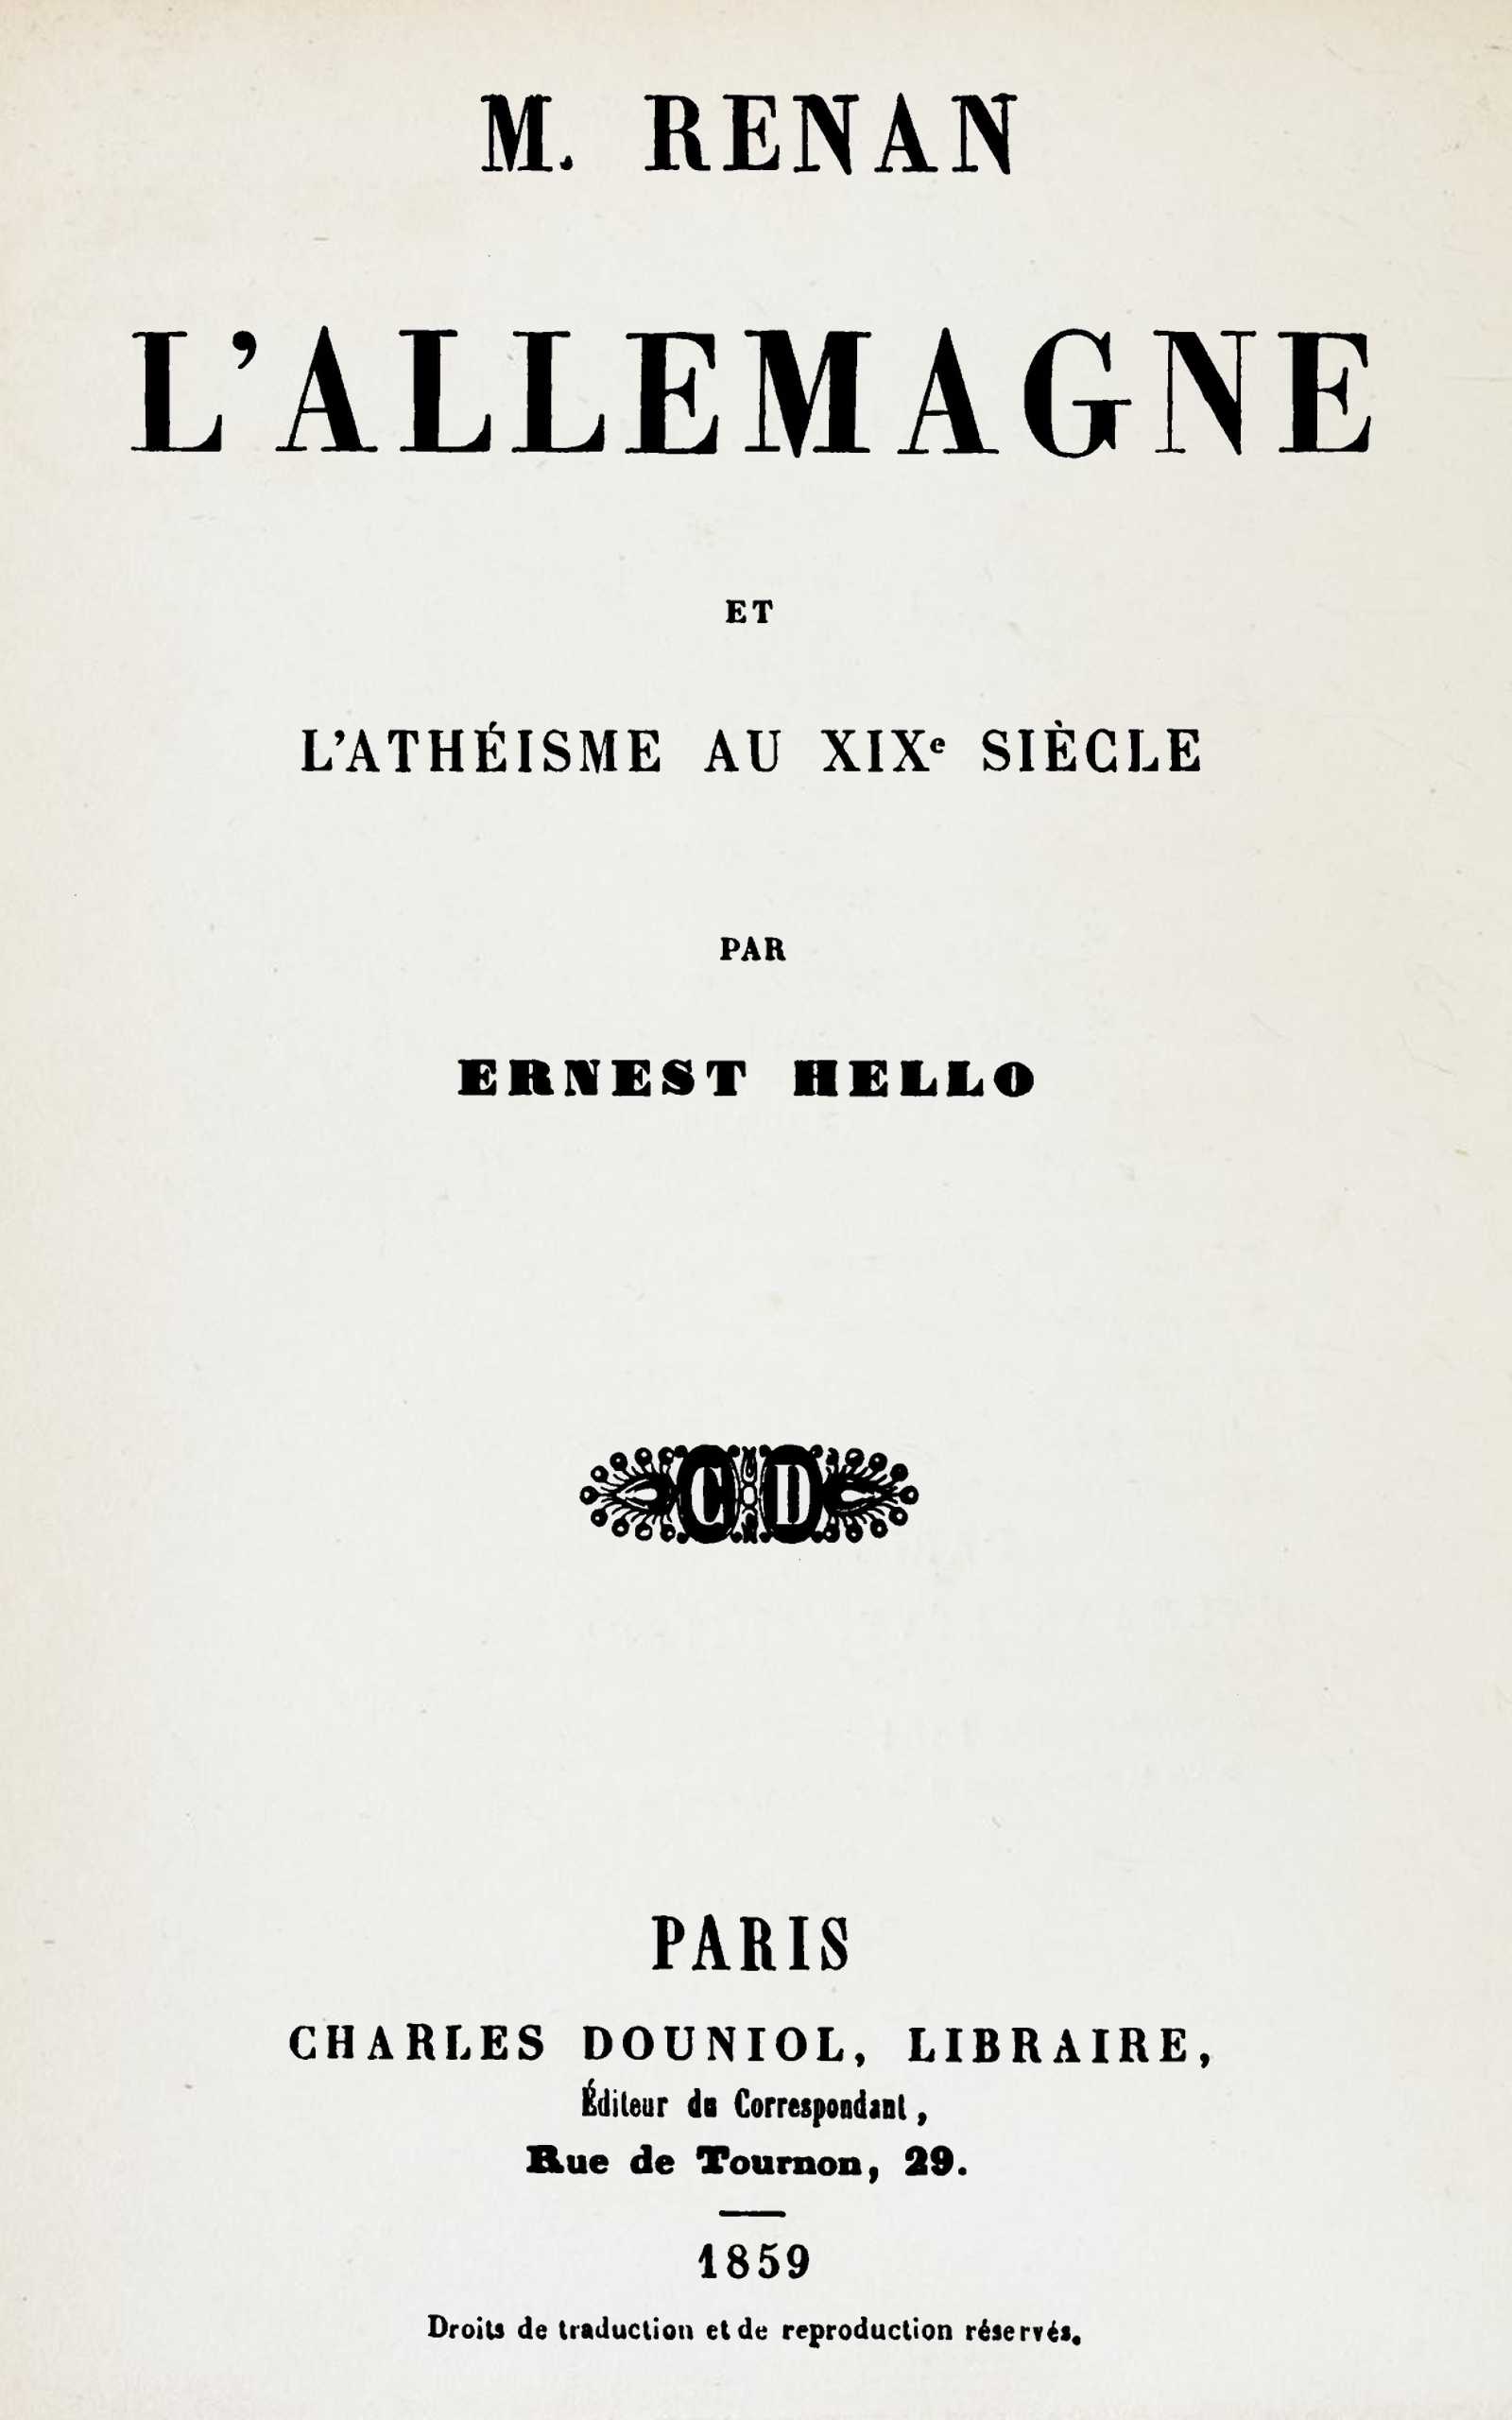 M. RENAN
L’ALLEMAGNE
ET
L’ATHÉISME AU XIXe SIÈCLE
PAR
ERNEST HELLO
C D
PARIS
CHARLES DOUNIOL, LIBRAIRE,
Éditeur du Correspondant,
Rue de Tournon, 29.
1859
Droits de traduction et de reproduction réservés.